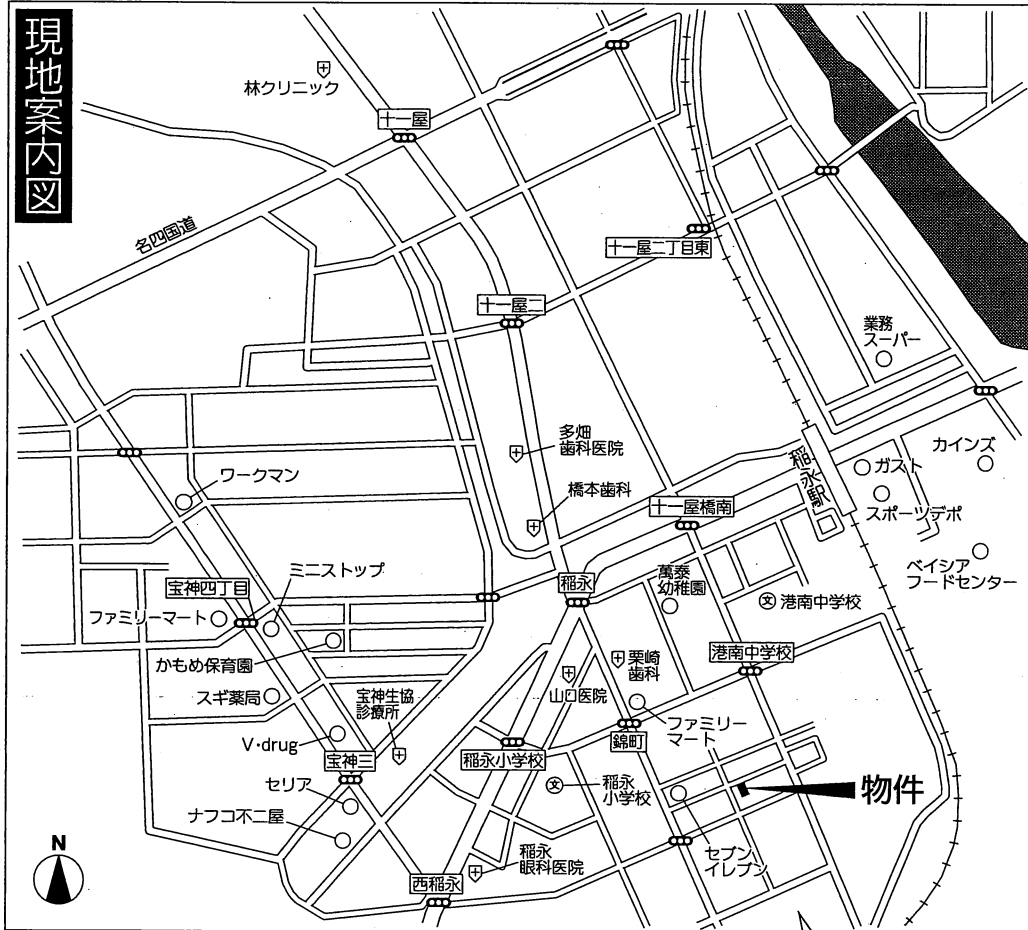 現地案内図
林クリニック
十一屋
名四国道
十一屋二丁目東
十一屋二
業務
スーパー
多畑
歯科医院
橋本歯科
稲永駅
ガスト
カインズ
スポーツデポ
ベイシア
フードセンター
ワークマン
十一屋橋南
宝神四丁目
ミニストップ
稲永
萬泰
幼稚園
港南中学校
ファミリーマート
かもめ保育園
栗崎
歯科
港南中学校
スギ薬局
宝神生協
診療所
山口医院
ファミリー
マート
V・drug
宝神三
稲永小学校
錦町
セリア
稲永
小学校
物件
ナフコ不二屋
セブン
イレブン
稲永
眼科医院
西稲永
N